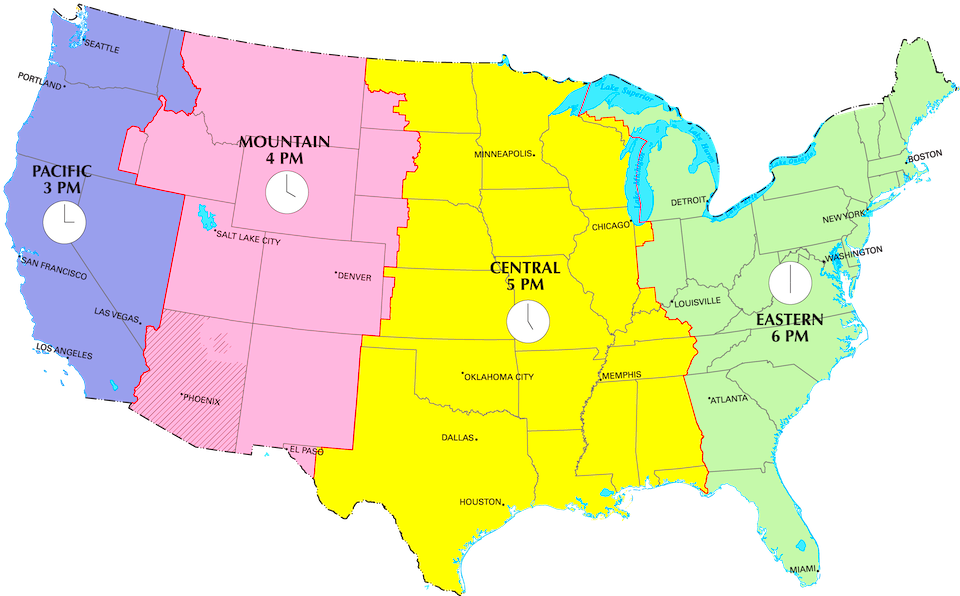 SEATTLE
PORTLAND
MOUNTAIN
4 PM
PACIFIC
3 PM
SALT LAKE CITY
SAN FRANCISCO
DENVER
LAS VEGAS
LOS ANGELES
PHOENIX
EL PASO
MINNEAPOLIS
CHICAGO
CENTRAL
5 PM
OKLAHOMA CITY
MEMPHIS
DALLAS
HOUSTON
Lake Superior
Lake Michigan
Lake Huron
Lake Ontario
DETROIT
BOSTON
NEW YORK
WASHINGTON
LOUISVILLE
EASTERN
6 PM
ATLANTA
MIAMI